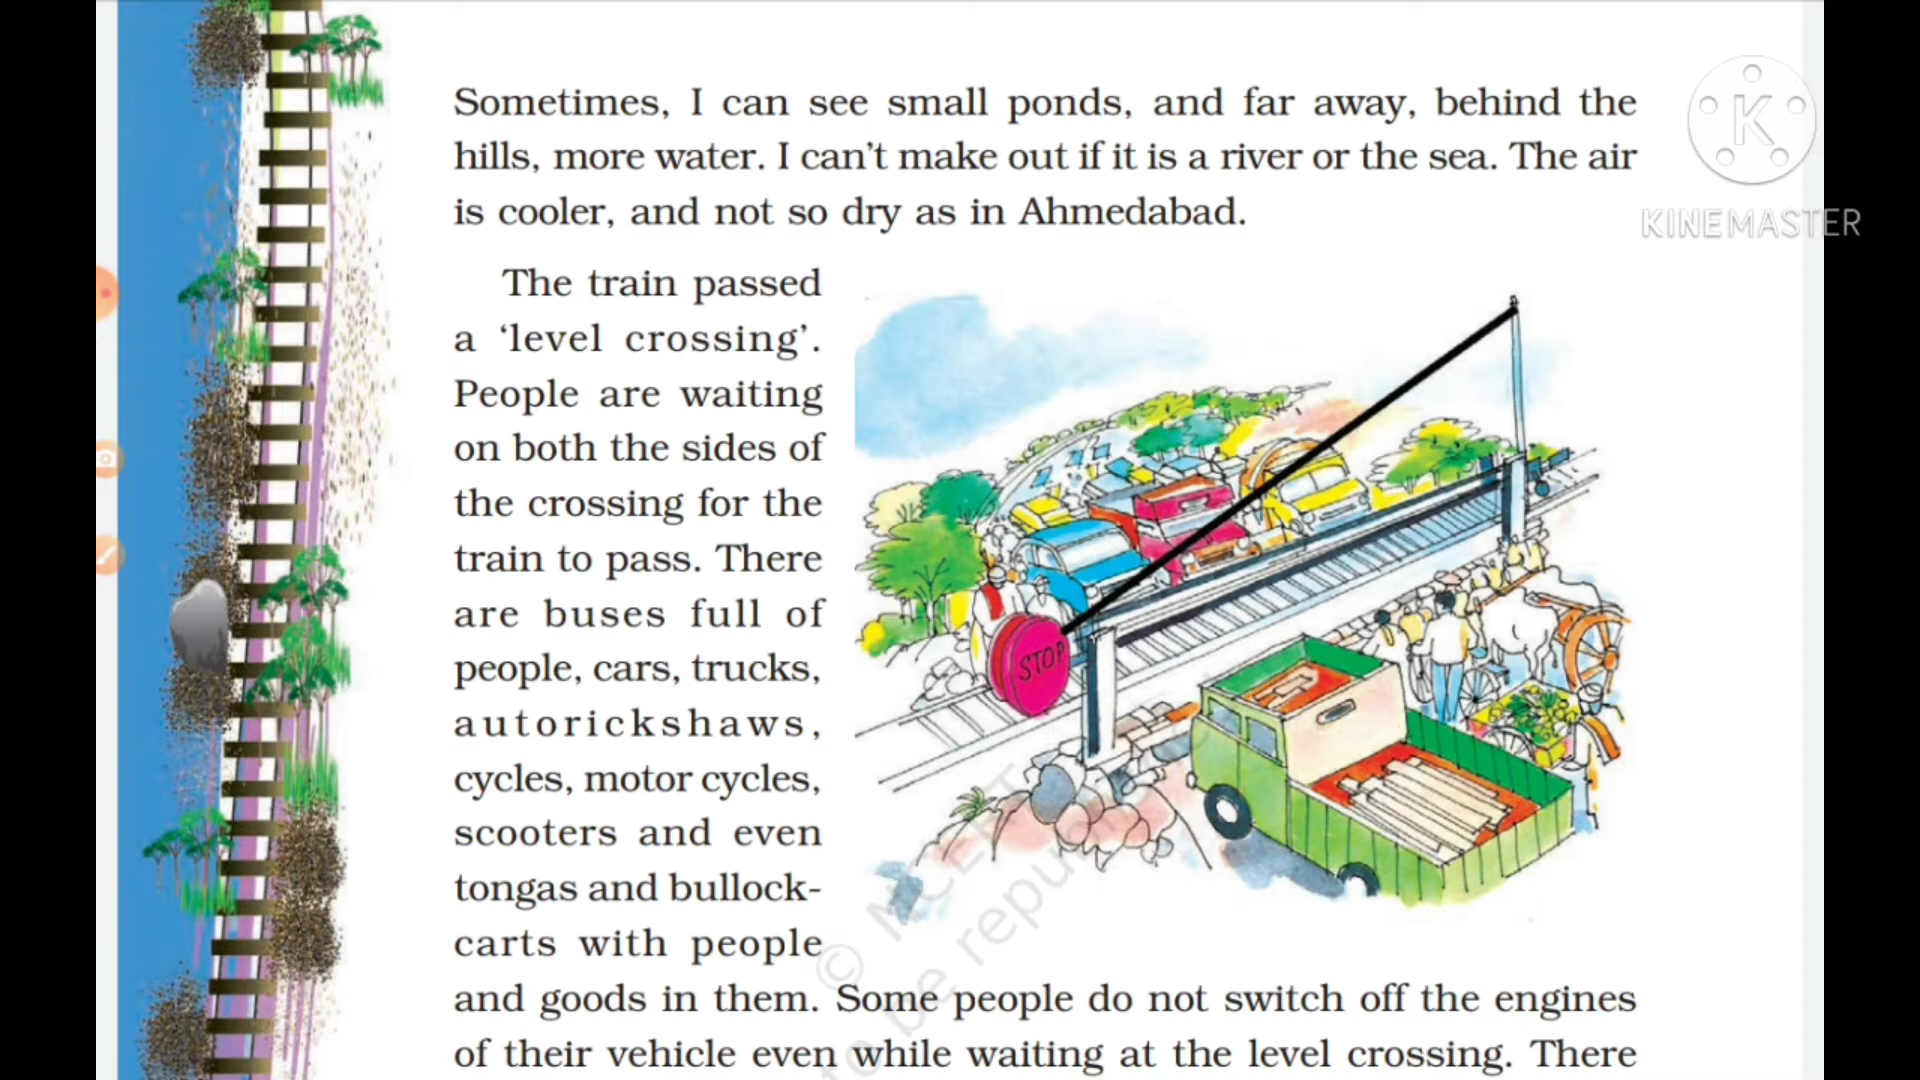 Sometimes, I can see small ponds, and far away, behind the
hills, more water. I can't make out if it is a river or the sea. The air
is cooler, and not so dry as in Ahmedabad.
K
KINEMASTER
The train passed
a ‘level crossing’.
People are waiting
on both the sides of
the crossing for the
train to pass. There
are buses full of
people, cars, trucks,
autorickshaws,
cycles, motor cycles,
scooters and even
tongas and bullock-
carts with people
and goods in them. Some people do not switch off the engines
of their vehicle even while waiting at the level crossing. There
STOP
© NCERT
to be republ